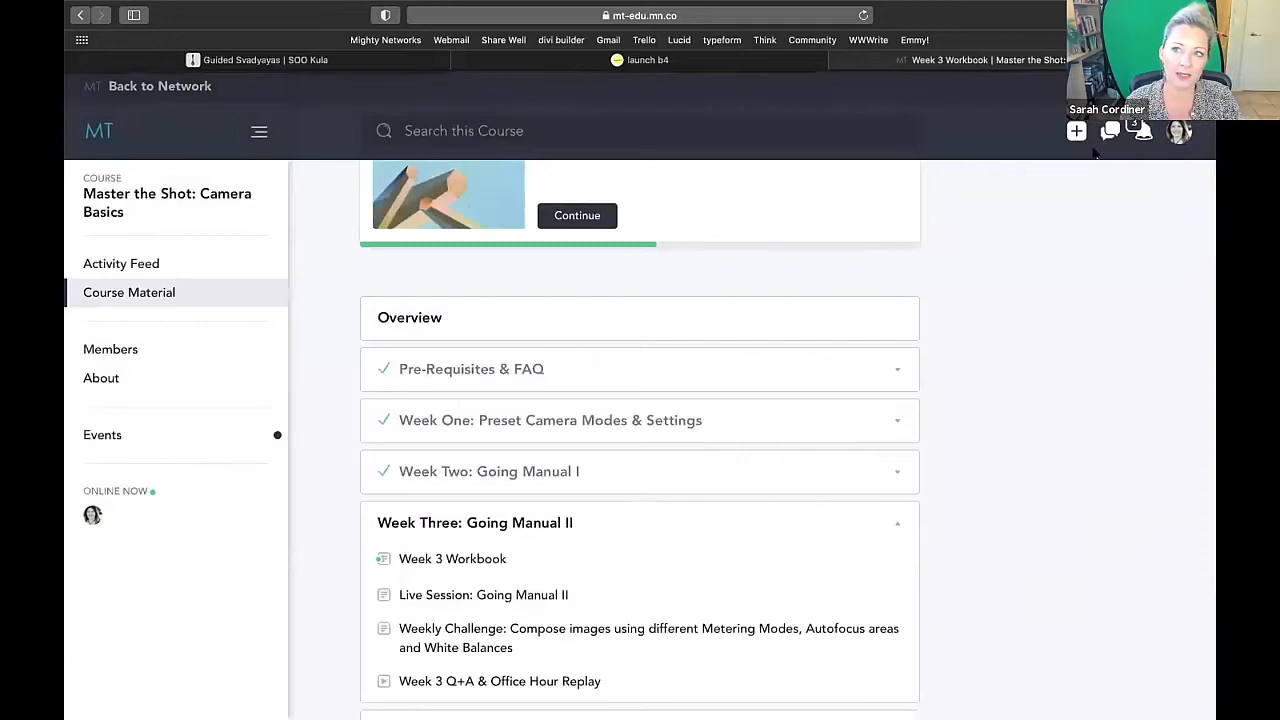 mt-edu.mn.co
Mighty Networks Webmail Share Well divi builder Gmail Trello Lucid typeform Think Community WWWrite Emmy!
Guided Svadyayas | SOO Kula
launch b4
MT Week 3 Workbook | Master the Shot:
Sarah Cordiner
MT Back to Network
MT
Search this Course
3
COURSE
Master the Shot: Camera
Basics
Activity Feed
Course Material
Members
About
Events
ONLINE NOW
Continue
Overview
Pre-Requisites & FAQ
Week One: Preset Camera Modes & Settings
Week Two: Going Manual I
Week Three: Going Manual II
Week 3 Workbook
Live Session: Going Manual II
Weekly Challenge: Compose images using different Metering Modes, Autofocus areas
and White Balances
Week 3 Q+A & Office Hour Replay